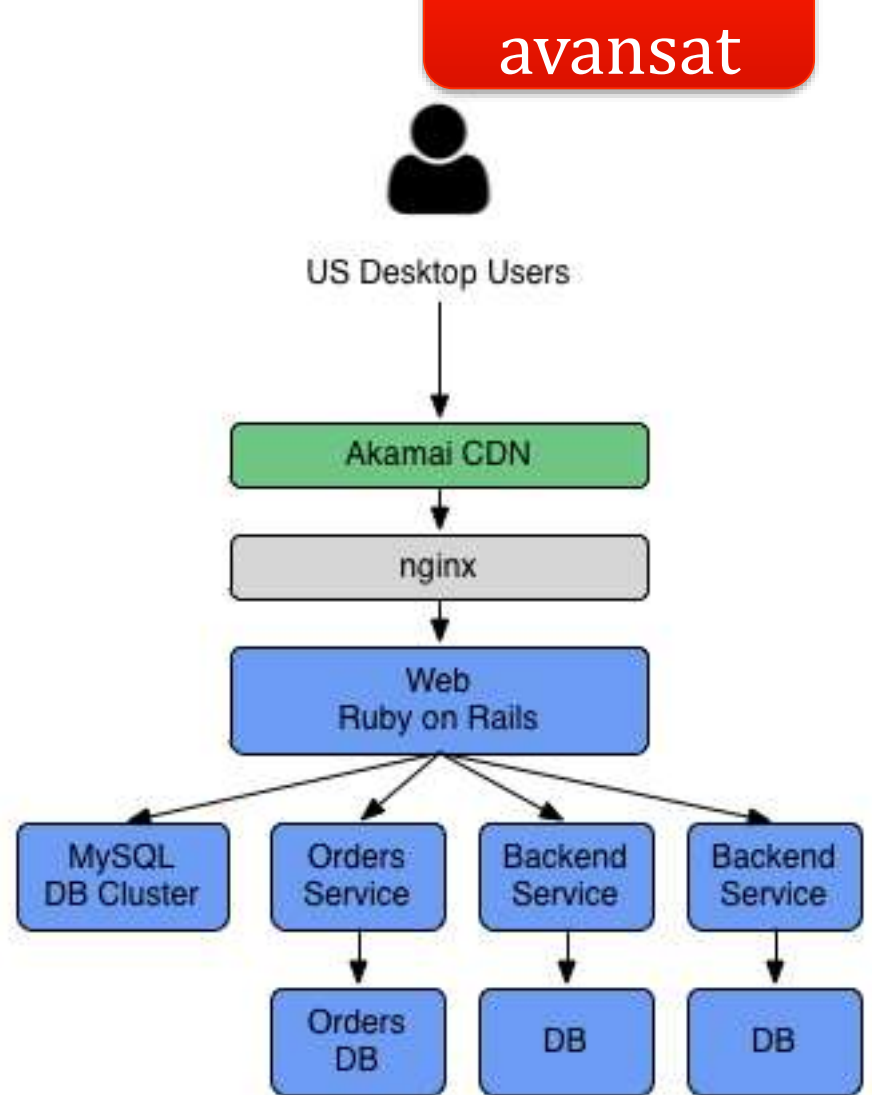 avansat
US Desktop Users
Akamai CDN
nginx
Web
Ruby on Rails
MySQL
DB Cluster
Orders
Service
Backend
Service
Backend
Service
Orders
DB
DB
DB